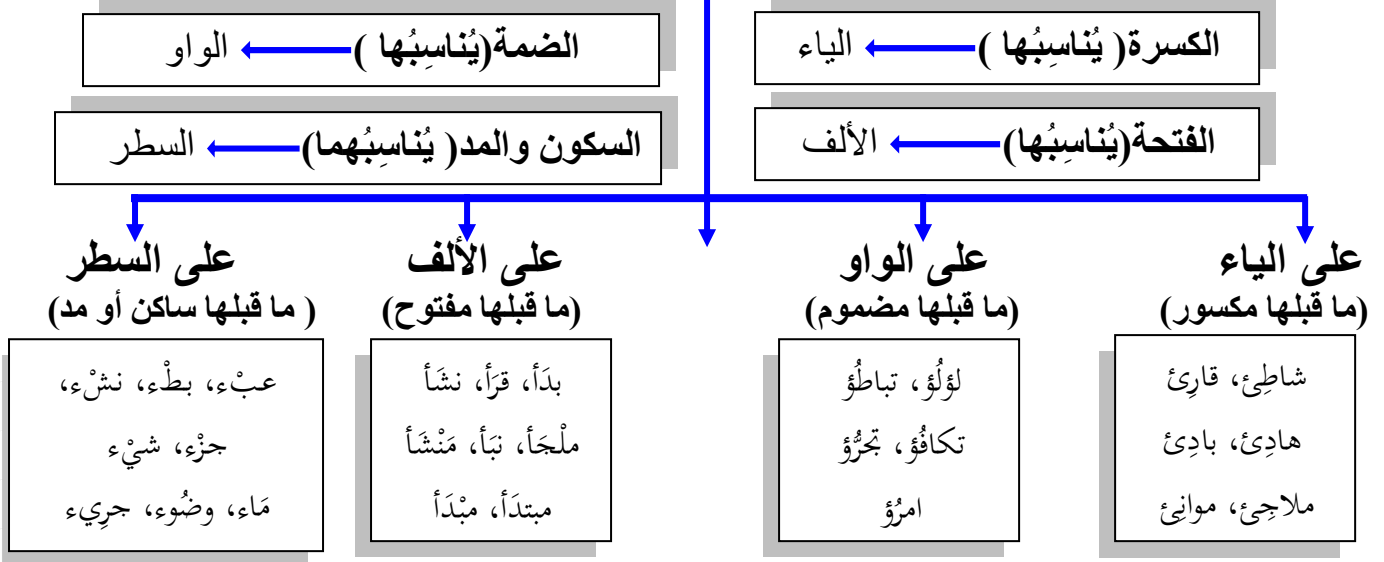 الكسرة( يُناسِبُها ) الياء
الضمة(يُناسِبُها ) الواو
الفتحة(يُناسِبُها) الألف
السكون والمد( يُناسِبُهما) السطر
على الياء
(ما قبلها مكسور)
شاطِئ، قارِئ
هادِئ، بادِئ
ملاجِئ، موانِئ
على الواو
(ما قبلها مضموم)
لؤلُؤ، تباطُؤ
تكافُؤ، تجرُّؤ
امرُؤ
على الألف
(ما قبلها مفتوح)
بدَأ، قرَأ، نشَأ
ملْجَأ، نبَأ، مَنْشَأ
مبتدَأ، مبْدَأ
على السطر
( ما قبلها ساكن أو مد)
عبْء، بطْء، نشْء،
جزْء، شيْء
مَاء، وضُوء، جرِيء